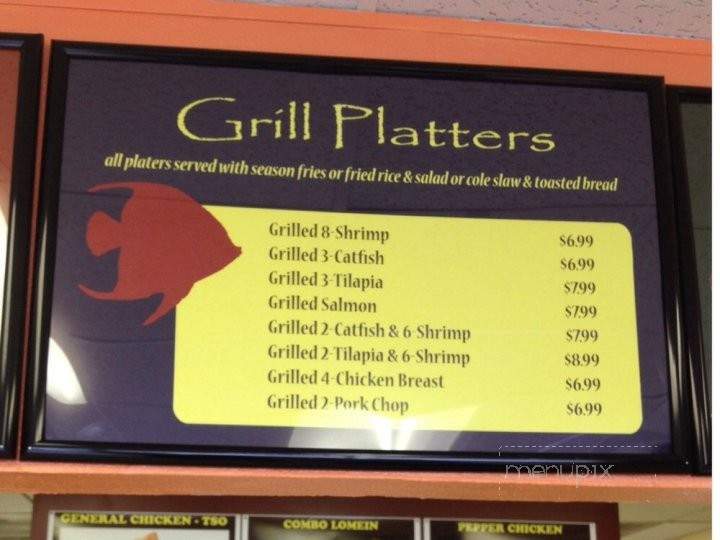 Grill Platters
all platers served with season fries or fried rice & salad or cole slaw & toasted bread
Grilled 8-Shrimp $6.99
Grilled 3-Catfish $6.99
Grilled 3-Tilapia $7.99
Grilled Salmon $7.99
Grilled 2-Catfish & 6-Shrimp $7.99
Grilled 2-Tilapia & 6-Shrimp $8.99
Grilled 4-Chicken Breast $6.99
Grilled 2-Pork Chop $6.99
menupix
GENERAL CHICKEN - TSO COMBO LOMEIN PEPPER CHICKEN